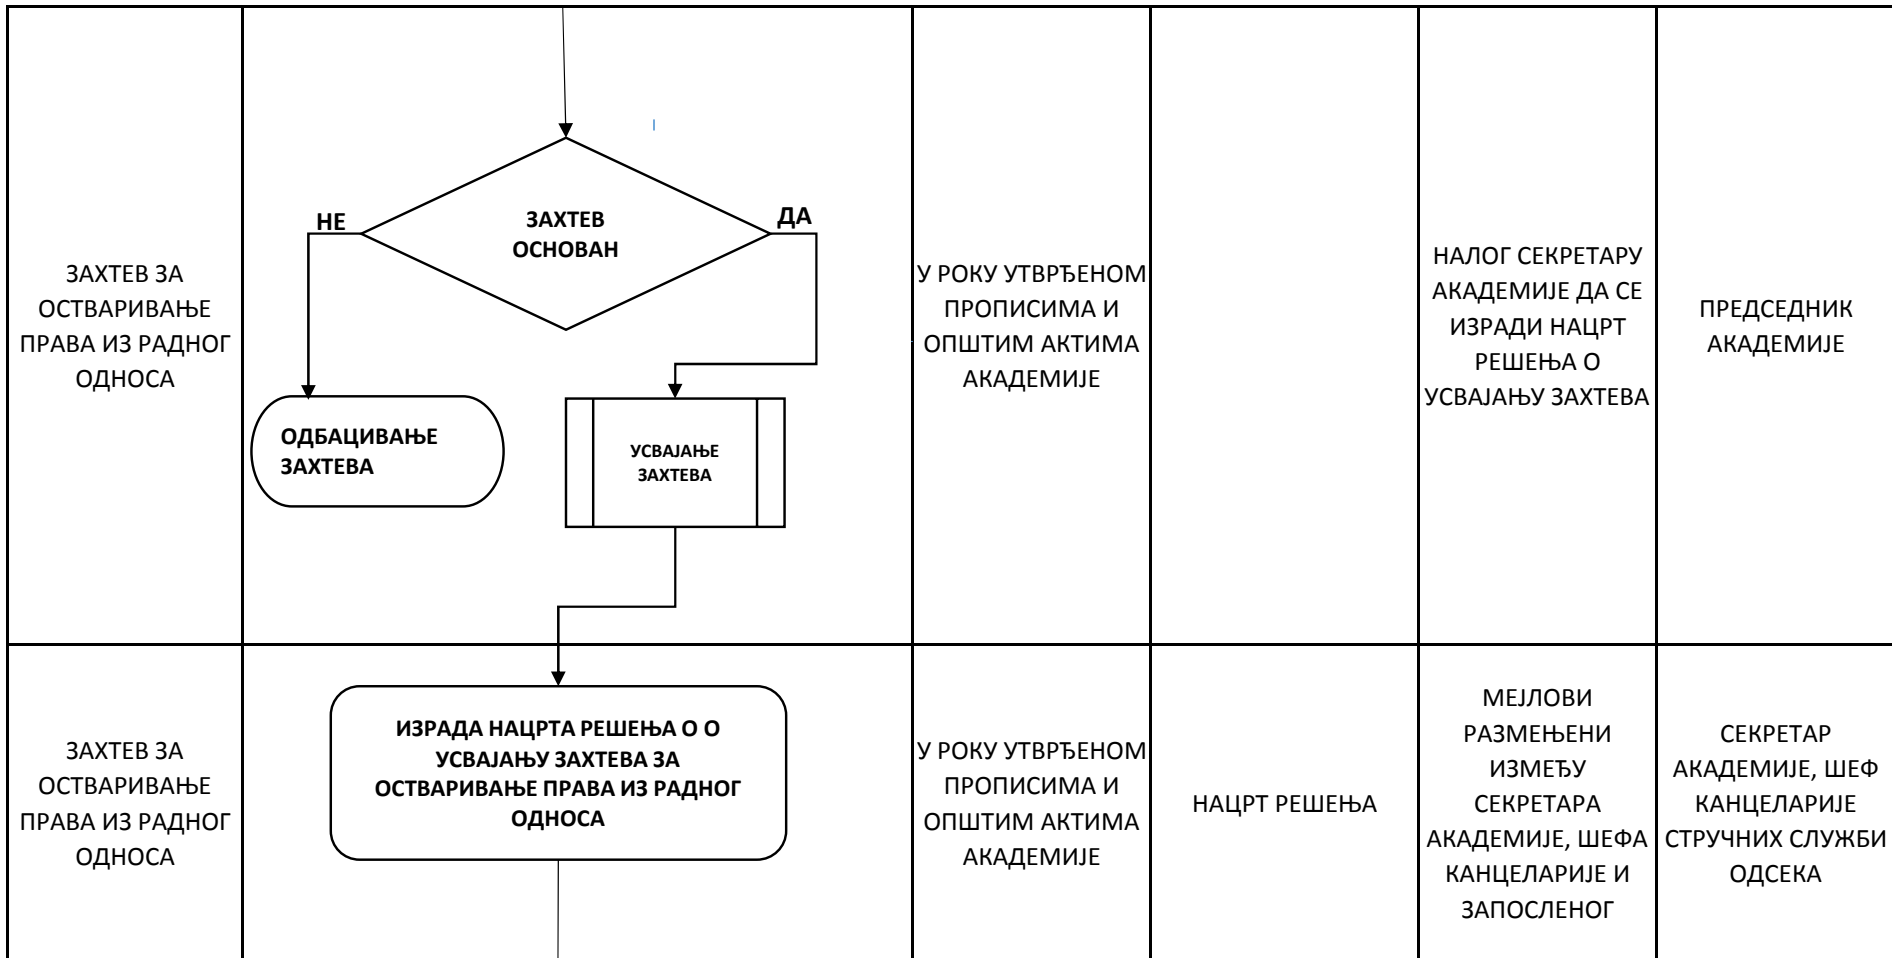 ЗАХТЕВ ЗА
ОСТВАРИВАЊЕ
ПРАВА ИЗ РАДНОГ
ОДНОСА
НЕ
ЗАХТЕВ
ОСНОВАН
ДА
ОДБАЦИВАЊЕ
ЗАХТЕВА
УСВАЈАЊЕ
ЗАХТЕВА
У РОКУ УТВРЂЕНОМ
ПРОПИСИМА И
ОПШТИМ АКТИМА
АКАДЕМИЈЕ
НАЛОГ СЕКРЕТАРУ
АКАДЕМИЈЕ ДА СЕ
ИЗРАДИ НАЦРТ
РЕШЕЊА О
УСВАЈАЊУ ЗАХТЕВА
ПРЕДСЕДНИК
АКАДЕМИЈЕ
ЗАХТЕВ ЗА
ОСТВАРИВАЊЕ
ПРАВА ИЗ РАДНОГ
ОДНОСА
ИЗРАДА НАЦРТА РЕШЕЊА О О
УСВАЈАЊУ ЗАХТЕВА ЗА
ОСТВАРИВАЊЕ ПРАВА ИЗ РАДНОГ
ОДНОСА
У РОКУ УТВРЂЕНОМ
ПРОПИСИМА И
ОПШТИМ АКТИМА
АКАДЕМИЈЕ
НАЦРТ РЕШЕЊА
МЕЈЛОВИ
РАЗМЕЊЕНИ
ИЗМЕЂУ
СЕКРЕТАРА
АКАДЕМИЈЕ, ШЕФА
КАНЦЕЛАРИЈЕ И
ЗАПОСЛЕНОГ
СЕКРЕТАР
АКАДЕМИЈЕ, ШЕФ
КАНЦЕЛАРИЈЕ
СТРУЧНИХ СЛУЖБИ
ОДСЕКА